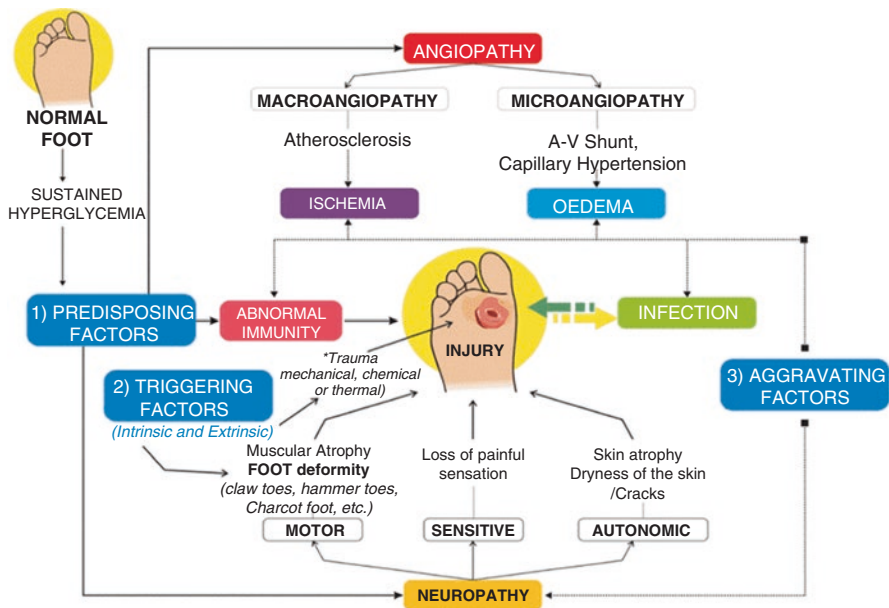 NORMAL
FOOT
SUSTAINED
HYPERGLYCEMIA
ANGIOPATHY
MACROANGIOPATHY
MICROANGIOPATHY
Atherosclerosis
A-V Shunt,
Capillary Hypertension
ISCHEMIA
OEDEMA
1) PREDISPOSING
FACTORS
ABNORMAL
IMMUNITY
INJURY
INFECTION
*Trauma
mechanical, chemical
or thermal)
2) TRIGGERING
FACTORS
(Intrinsic and Extrinsic)
3) AGGRAVATING
FACTORS
Muscular Atrophy
FOOT deformity
(claw toes, hammer toes,
Charcot foot, etc.)
MOTOR
Loss of painful
sensation
SENSITIVE
Skin atrophy
Dryness of the skin
/Cracks
AUTONOMIC
NEUROPATHY